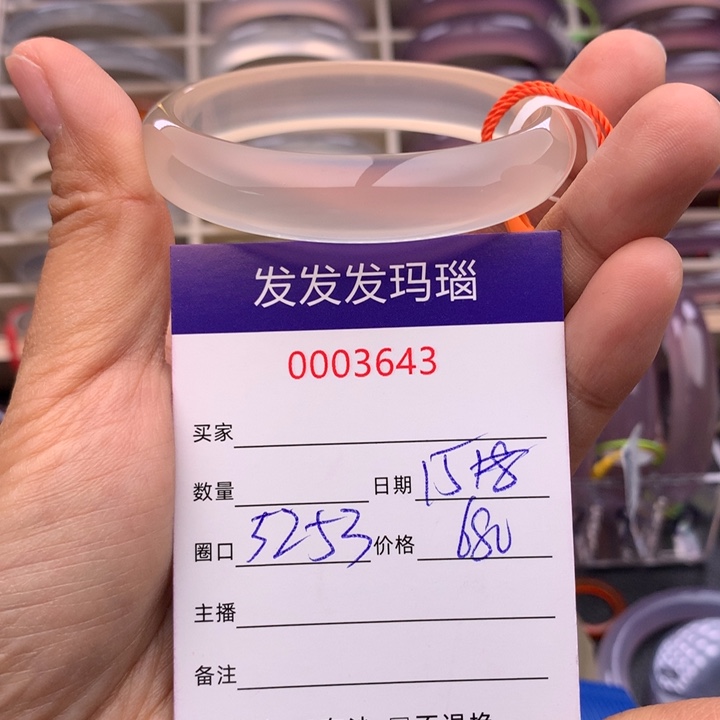 发发发玛瑙
0003643
买家
数量 日期
圈口 5253 价格 680
主播
备注